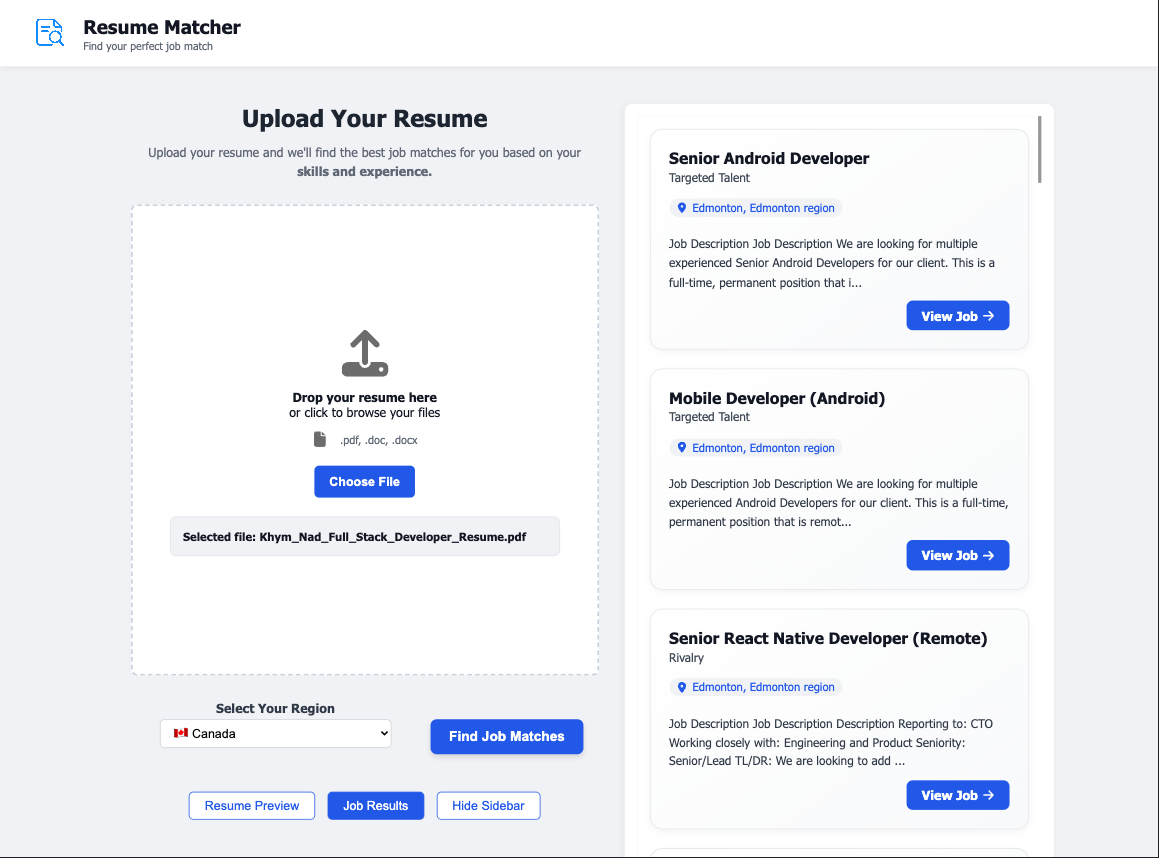 Resume Matcher
Find your perfect job match
Upload Your Resume
Upload your resume and we'll find the best job matches for you based on your
skills and experience.
Drop your resume here
or click to browse your files
.pdf, .doc, .docx
Choose File
Selected file: Khym_Nad_Full_Stack_Developer_Resume.pdf
Select Your Region
Canada
Find Job Matches
Resume Preview
Job Results
Hide Sidebar
Senior Android Developer
Targeted Talent
Edmonton, Edmonton region
Job Description Job Description We are looking for multiple
experienced Senior Android Developers for our client. This is a
full-time, permanent position that i...
View Job →
Mobile Developer (Android)
Targeted Talent
Edmonton, Edmonton region
Job Description Job Description We are looking for multiple
experienced Android Developers for our client. This is a full-time,
permanent position that is remot...
View Job →
Senior React Native Developer (Remote)
Rivalry
Edmonton, Edmonton region
Job Description Job Description Description Reporting to: CTO
Working closely with: Engineering and Product Seniority:
Senior/Lead TL/DR: We are looking to add ...
View Job →